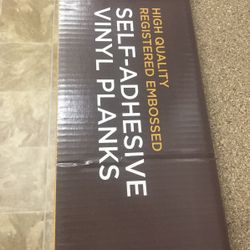 HIGH QUALITY
REGISTERED EMBOSSED
SELF-ADHESIVE
VINYL PLANKS